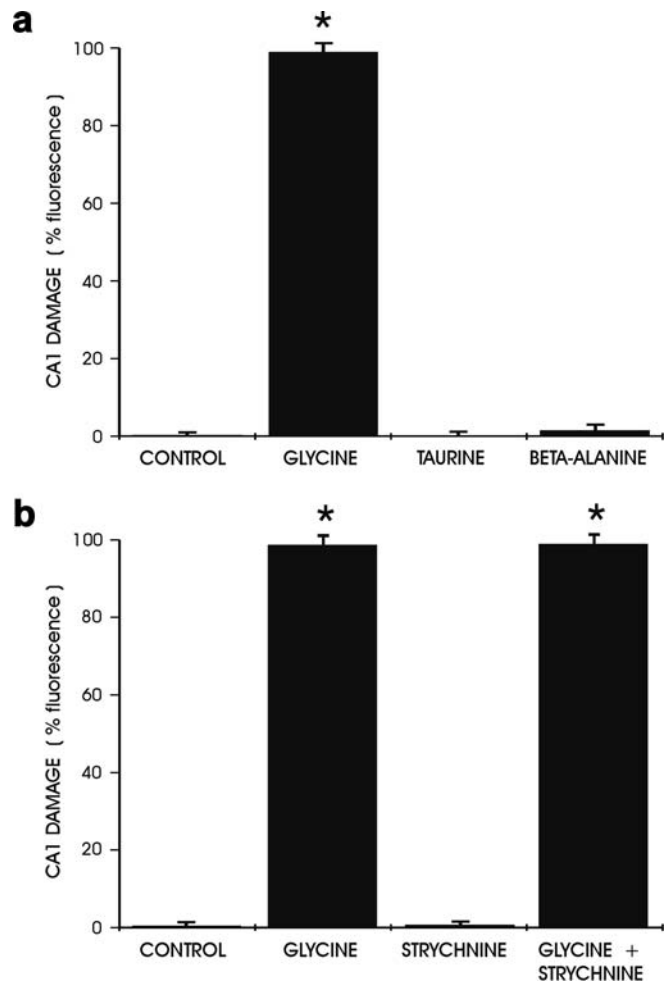 a
*
100
80
60
40
20
0
CA1 DAMAGE ( % fluorescence )
CONTROL GLYCINE TAURINE BETA-ALANINE
b
* *
100
80
60
40
20
0
CA1 DAMAGE ( % fluorescence )
CONTROL GLYCINE STRYCHNINE GLYCINE +
STRYCHNINE